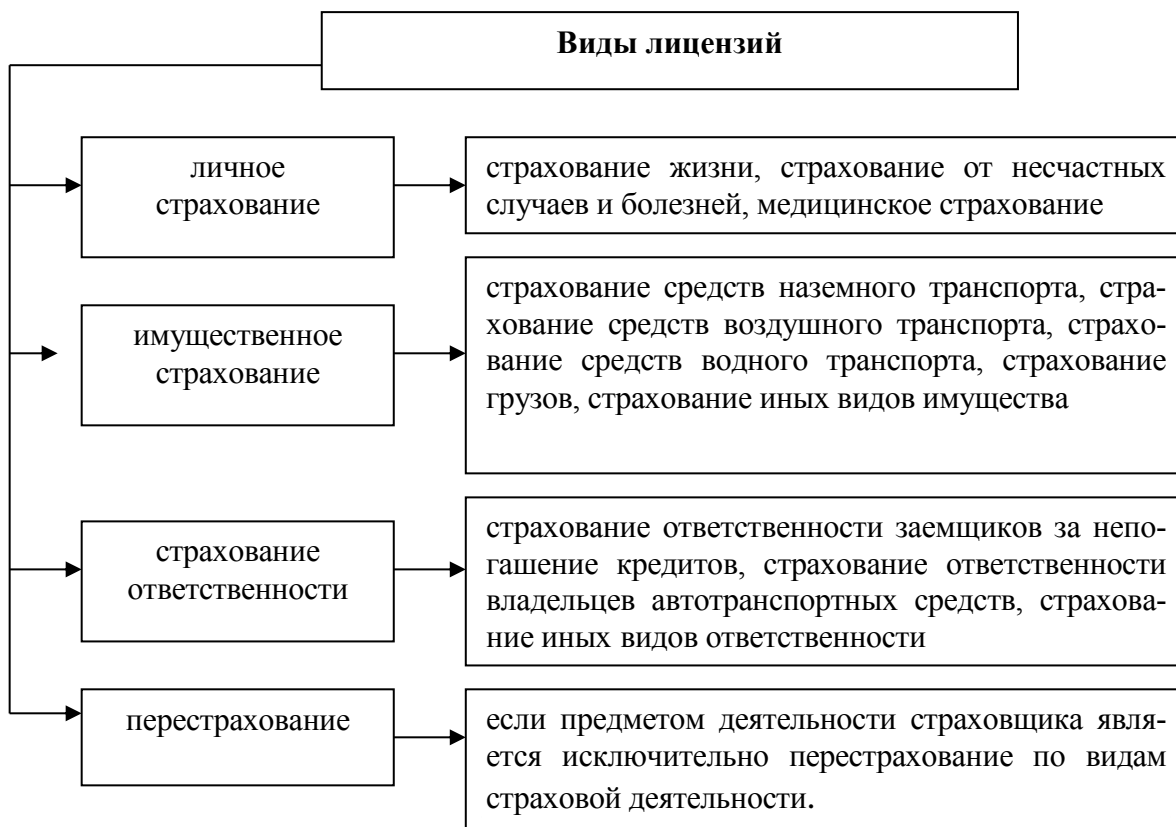 Виды лицензий
личное
страхование
страхование жизни, страхование от несчастных
случаев и болезней, медицинское страхование
имущественное
страхование
страхование средств наземного транспорта, стра-
хование средств воздушного транспорта, страхо-
вание средств водного транспорта, страхование
грузов, страхование иных видов имущества
страхование
ответственности
страхование ответственности заемщиков за непо-
гашение кредитов, страхование ответственности
владельцев автотранспортных средств, страхова-
ние иных видов ответственности
перестрахование
если предметом деятельности страховщика явля-
ется исключительно перестрахование по видам
страховой деятельности.